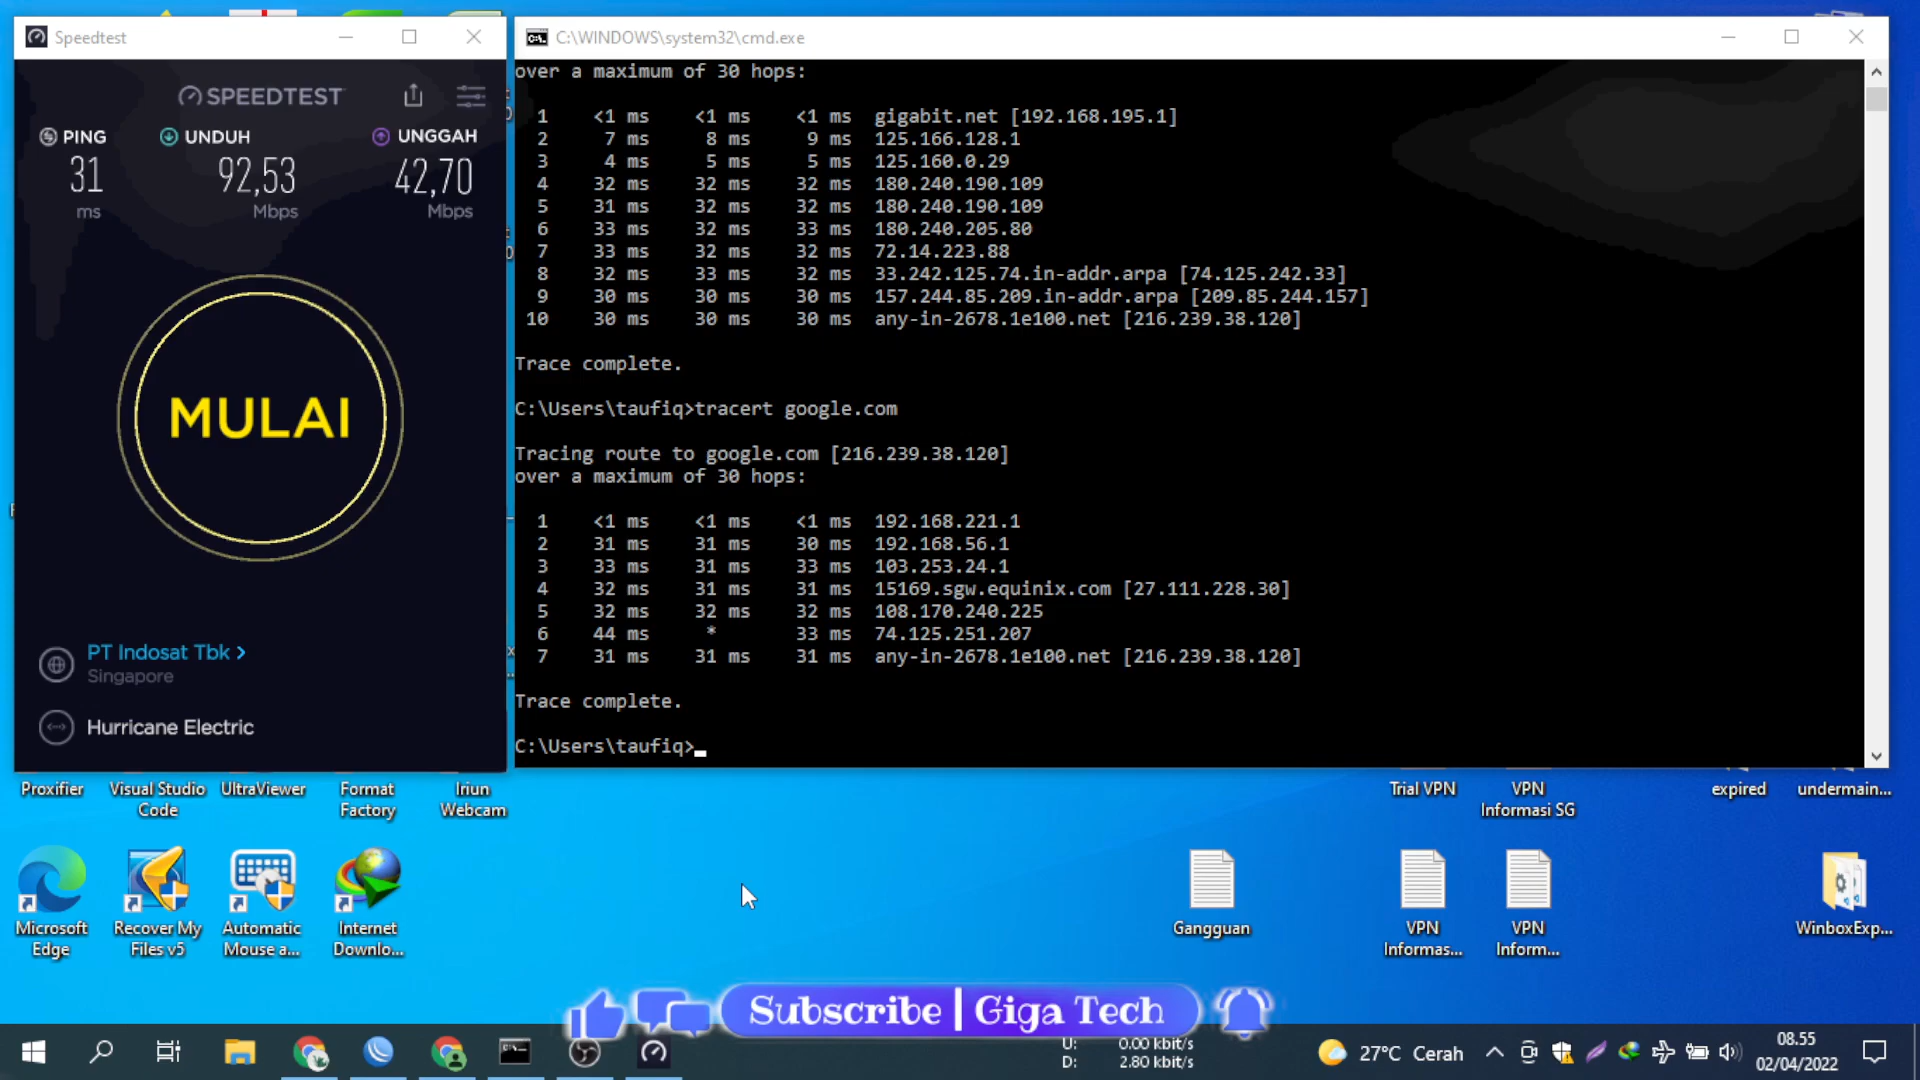 Speedtest
SPEEDTEST
PING
UNDUH
UNGGAH
31
92,53
42,70
ms
Mbps
Mbps
MULAI
PT Indosat Tbk >
Singapore
Hurricane Electric
C:\WINDOWS\system32\cmd.exe
over a maximum of 30 hops:
1 <1 ms <1 ms <1 ms gigabit.net [192.168.195.1]
2 7 ms 8 ms 9 ms 125.166.128.1
3 4 ms 5 ms 5 ms 125.160.0.29
4 32 ms 32 ms 32 ms 180.240.190.109
5 31 ms 32 ms 32 ms 180.240.190.109
6 33 ms 32 ms 33 ms 180.240.205.80
7 33 ms 32 ms 32 ms 72.14.223.88
8 32 ms 33 ms 32 ms 33.242.125.74.in-addr.arpa [74.125.242.33]
9 30 ms 30 ms 30 ms 157.244.85.209.in-addr.arpa [209.85.244.157]
10 30 ms 30 ms 30 ms any-in-2678.1e100.net [216.239.38.120]
Trace complete.
C:\Users\taufiq>tracert google.com
Tracing route to google.com [216.239.38.120]
over a maximum of 30 hops:
1 <1 ms <1 ms <1 ms 192.168.221.1
2 31 ms 31 ms 30 ms 192.168.56.1
3 33 ms 31 ms 33 ms 103.253.24.1
4 32 ms 31 ms 31 ms 15169.sgw.equinix.com [27.111.228.30]
5 32 ms 32 ms 32 ms 108.170.240.225
6 44 ms * 33 ms 74.125.251.207
7 31 ms 31 ms 31 ms any-in-2678.1e100.net [216.239.38.120]
Trace complete.
C:\Users\taufiq>_
Proxifier
Visual Studio
Code
UltraViewer
Format
Factory
Iriun
Webcam
Trial VPN
VPN
Informasi SG
expired
undermain...
Microsoft
Edge
Recover My
Files v5
Automatic
Mouse a...
Internet
Downlo...
Gangguan
VPN
Informas...
VPN
Inform...
WinboxExp...
Subscribe | Giga Tech
U: 0.00 kbit/s
D: 2.80 kbit/s
27°C Cerah
08.55
02/04/2022